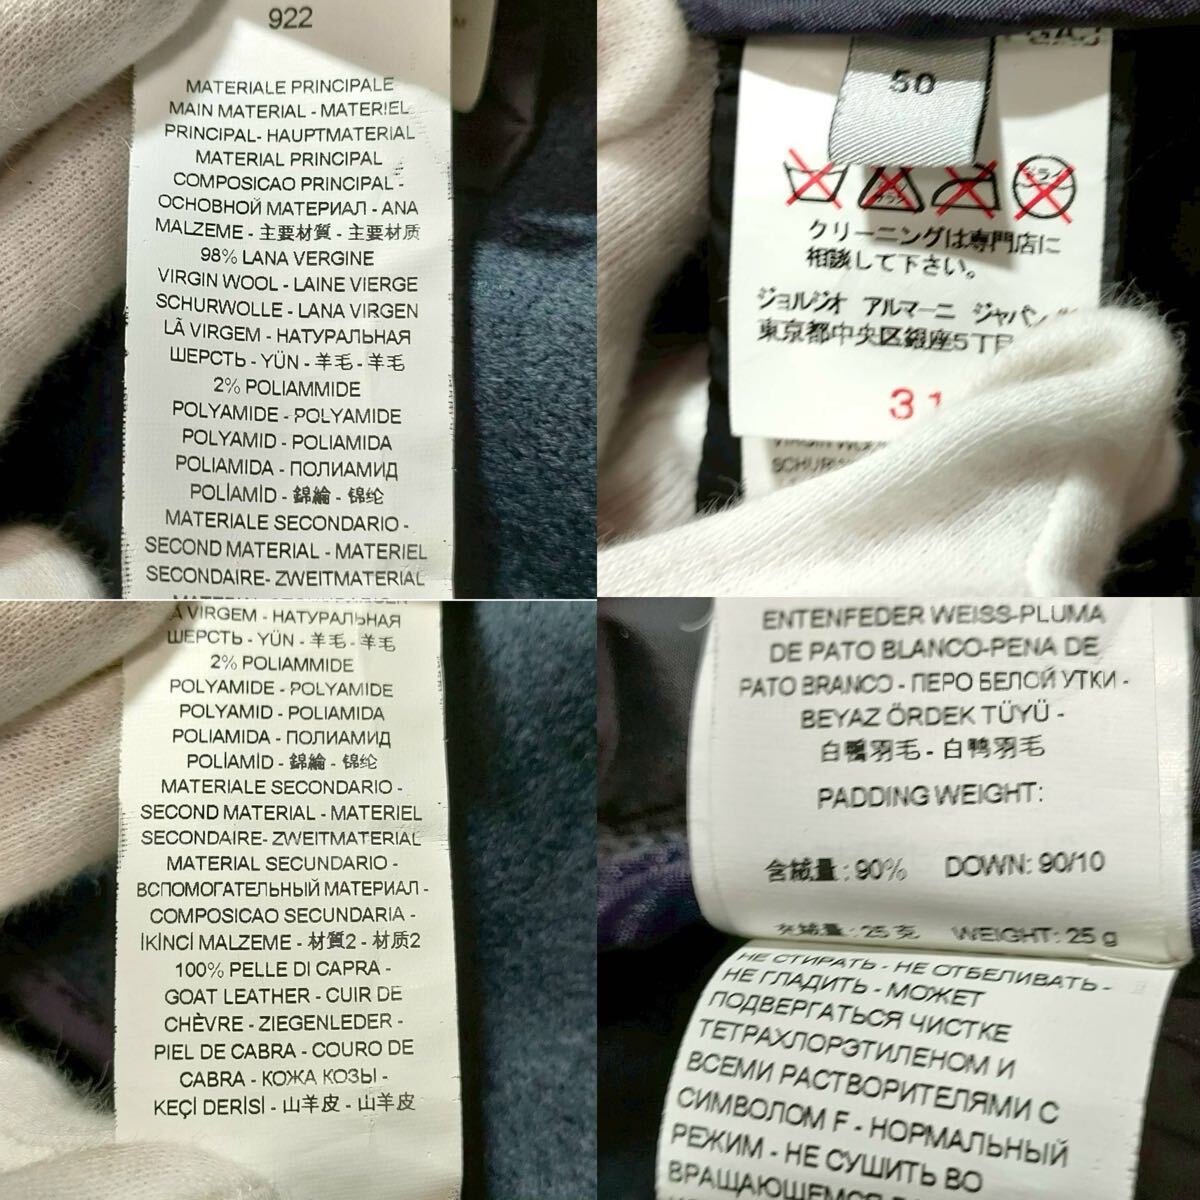 922
MATERIALE PRINCIPALE
MAIN MATERIAL - MATERIEL
PRINCIPAL- HAUPTMATERIAL
MATERIAL PRINCIPAL
COMPOSICAO PRINCIPAL -
ОСНОВНОЙ МАТЕРИАЛ - ANA
MALZEME - 主要材質 - 主要材质
98% LANA VERGINE
VIRGIN WOOL - LAINE VIERGE
SCHURWOLLE - LANA VIRGEN
LÀ VIRGEM - НАТУРАЛЬНАЯ
ШЕРСТЬ - YÜN - 羊毛 - 羊毛
2% POLIAMMIDE
POLYAMIDE - POLYAMIDE
POLYAMID - POLIAMIDA
POLIAMIDA - ПОЛИАМИД
POLİAMİD - 錦綸 - 锦纶
MATERIALE SECONDARIO -
SECOND MATERIAL - MATERIEL
SECONDAIRE- ZWEITMATERIAL
50
クリーニングは専門店に
相談して下さい。
ジョルジオ アルマーニ ジャパン
東京都中央区銀座5丁
31
SCHURW
LÀ VIRGEM - НАТУРАЛЬНАЯ
ШЕРСТЬ - YÜN - 羊毛 - 羊毛
2% POLIAMMIDE
POLYAMIDE - POLYAMIDE
POLYAMID - POLIAMIDA
POLIAMIDA - ПОЛИАМИД
POLİAMİD - 錦綸 - 锦纶
MATERIALE SECONDARIO -
SECOND MATERIAL - MATERIEL
SECONDAIRE- ZWEITMATERIAL
MATERIAL SECUNDARIO -
ВСПОМОГАТЕЛЬНЫЙ МАТЕРИАЛ -
COMPOSICAO SECUNDARIA -
İKİNCİ MALZEME - 材質2 - 材质2
100% PELLE DI CAPRA -
GOAT LEATHER - CUIR DE
CHÈVRE - ZIEGENLEDER -
PIEL DE CABRA - COURO DE
CABRA - КОЖА КОЗЫ -
KEÇİ DERİSİ - 山羊皮 - 山羊皮
ENTENFEDER WEISS-PLUMA
DE PATO BLANCO-PENA DE
PATO BRANCO - ПЕРО БЕЛОЙ УТКИ -
BEYAZ ÖRDEK TÜYÜ -
白鴨羽毛 - 白鸭羽毛
PADDING WEIGHT:
含絨量 : 90% DOWN: 90/10
充絨量 : 25 克 WEIGHT: 25 g
НЕ СТИРАТЬ - НЕ ОТБЕЛИВАТЬ -
НЕ ГЛАДИТЬ - МОЖЕТ
ПОДВЕРГАТЬСЯ ЧИСТКЕ
ТЕТРАХЛОРЭТИЛЕНОМ И
ВСЕМИ РАСТВОРИТЕЛЯМИ С
СИМВОЛОМ F - НОРМАЛЬНЫЙ
РЕЖИМ - НЕ СУШИТЬ ВО